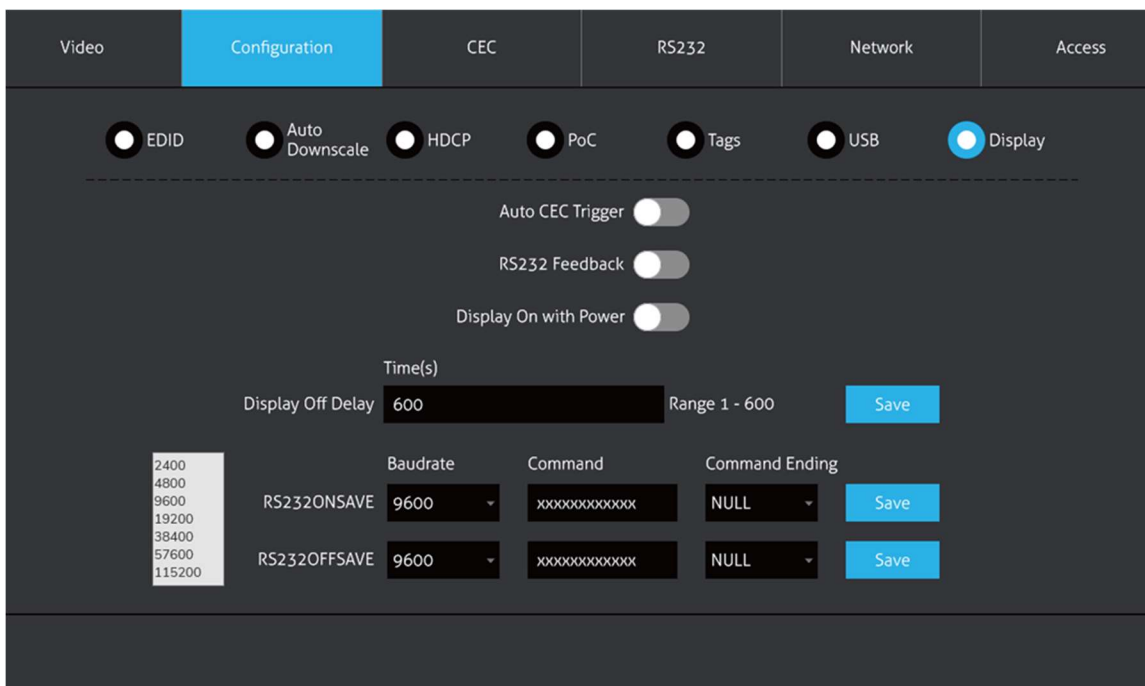 Video Configuration CEC RS232 Network Access
EDID Auto Downscale HDCP PoC Tags USB Display
Auto CEC Trigger
RS232 Feedback
Display On with Power
Time(s)
Display Off Delay 600 Range 1 - 600 Save
2400
4800
9600
19200
38400
57600
115200
Baudrate Command Command Ending
RS232ONSAVE 9600 xxxxxxxxxxxx NULL Save
RS232OFFSAVE 9600 xxxxxxxxxxxx NULL Save